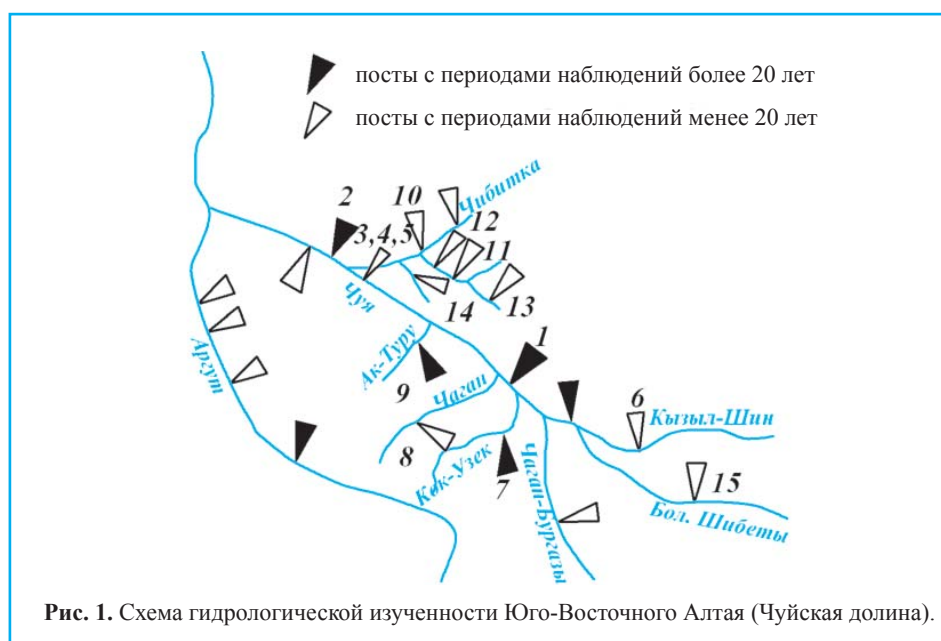 посты с периодами наблюдений более 20 лет
посты с периодами наблюдений менее 20 лет
2
10
Чибитка
3,4,5
12
11
Чуя
14
13
Аргут
Ак-Туру
1
9
Чаган
6
Кызыл-Шин
8
Кок-Узек
7
Чаган-Бургазы
15
Бол. Шибеты
Рис. 1. Схема гидрологической изученности Юго-Восточного Алтая (Чуйская долина).